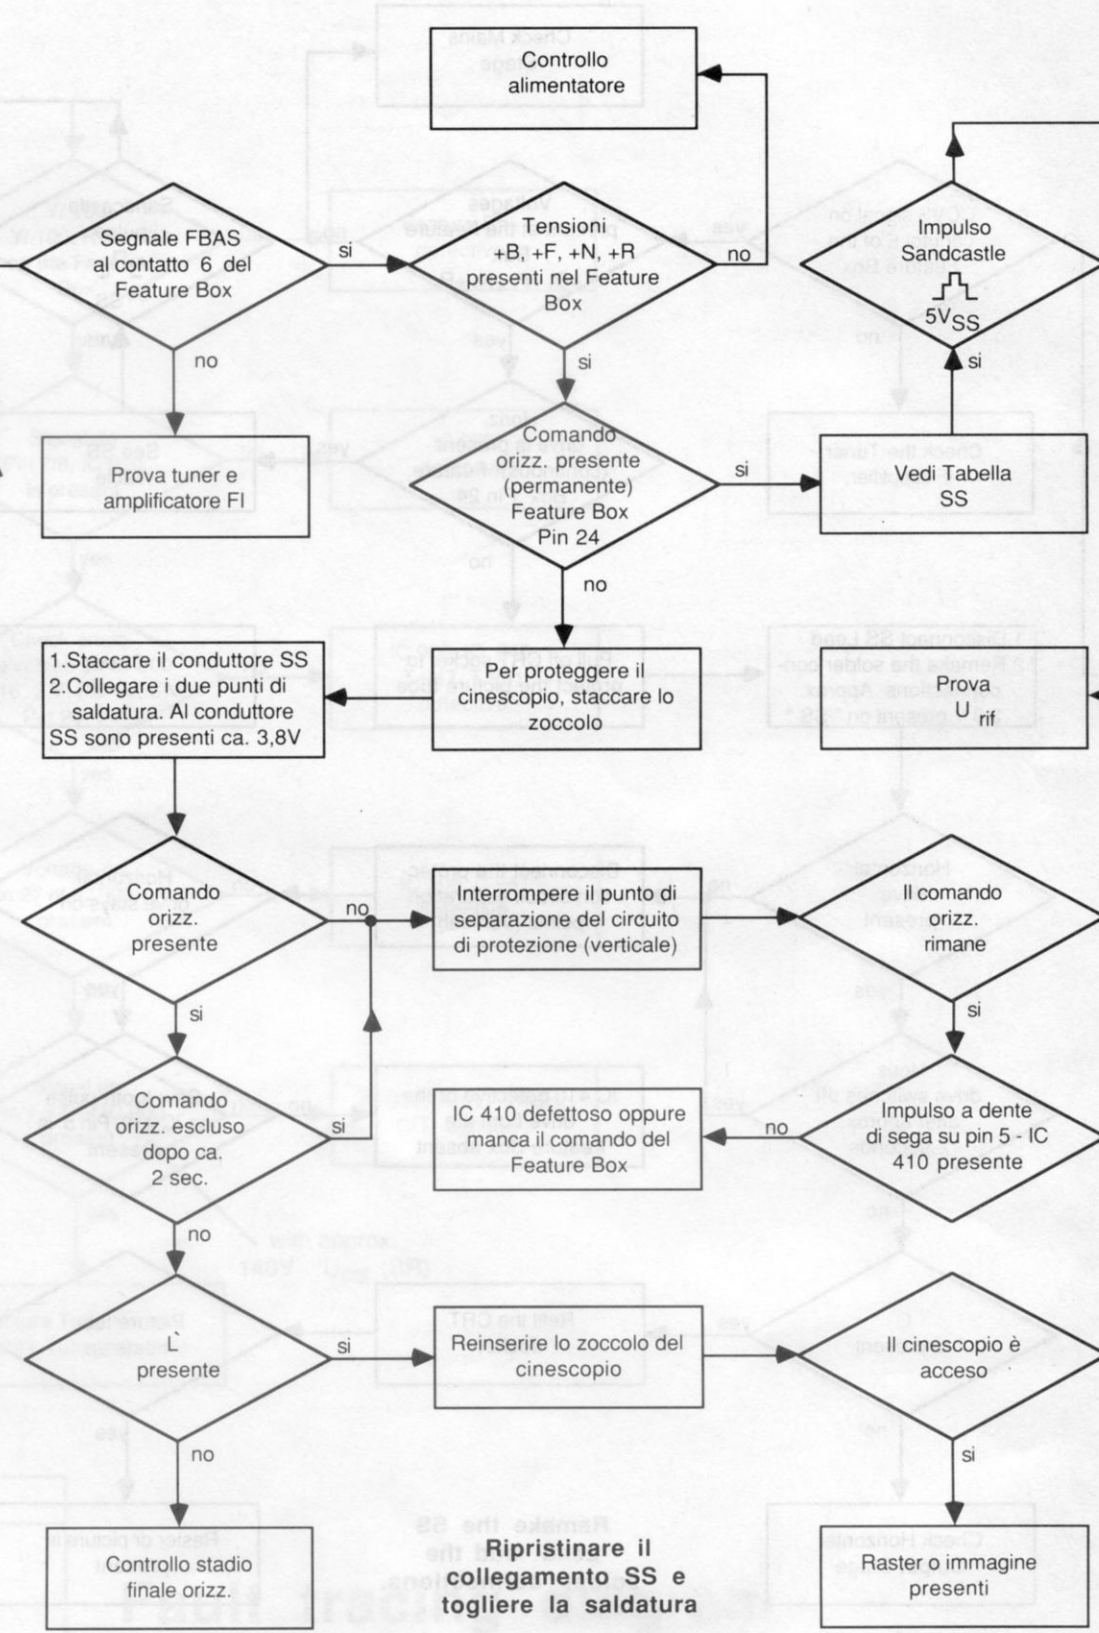 Controllo
alimentatore
Segnale FBAS
al contatto 6 del
Feature Box
si
no
Tensioni
+B, +F, +N, +R
presenti nel Feature
Box
no
si
Impulso
Sandcastle
5VSS
si
Prova tuner e
amplificatore FI
Comando
orizz. presente
(permanente)
Feature Box
Pin 24
si
no
Vedi Tabella
SS
1.Staccare il conduttore SS
2.Collegare i due punti di
saldatura. Al conduttore
SS sono presenti ca. 3,8V
Per proteggere il
cinescopio, staccare lo
zoccolo
Prova
U rif
Comando
orizz.
presente
no
si
Interrompere il punto di
separazione del circuito
di protezione (verticale)
Il comando
orizz.
rimane
si
Comando
orizz. escluso
dopo ca.
2 sec.
si
no
IC 410 defettoso oppure
manca il comando del
Feature Box
no
Impulso a dente
di sega su pin 5 - IC
410 presente
L`
presente
si
no
Reinserire lo zoccolo del
cinescopio
Il cinescopio è
acceso
si
Controllo stadio
finale orizz.
Ripristinare il
collegamento SS e
togliere la saldatura
Raster o immagine
presenti